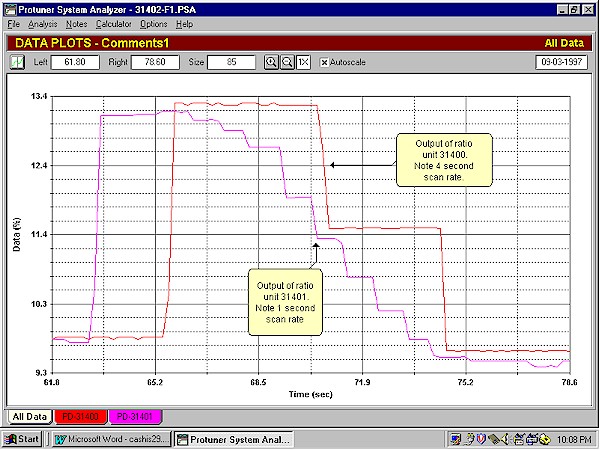 Protuner System Analyzer - 31402-F1.PSA
File Analysis Notes Calculator Options Help
DATA PLOTS - Comments1 All Data
Left 61.80 Right 78.60 Size 85 1X Autoscale 09-03-1997
13.4
12.4
11.4
10.3
9.3
Data (%)
Output of ratio
unit 31400.
Note 4 second
scan rate.
Output of ratio
unit 31401.
Note 1 second
scan rate
61.8 65.2 68.5 71.9 75.2 78.6
Time (sec)
All Data PD-31400 PD-31401
Start Microsoft Word - cashis29.... Protuner System Anal... 10:08 PM